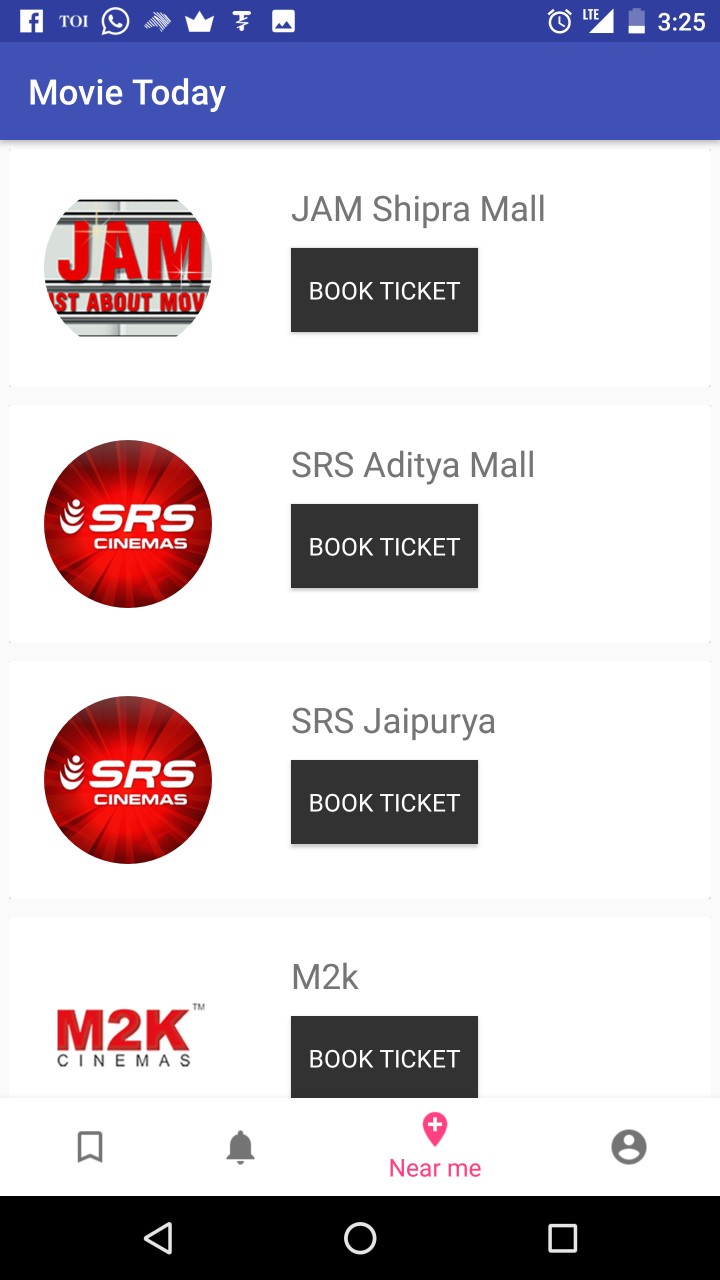 TOI
LTE
3:25
Movie Today
JAM
IST ABOUT MOV
JAM Shipra Mall
BOOK TICKET
SRS
CINEMAS
SRS Aditya Mall
BOOK TICKET
SRS
CINEMAS
SRS Jaipurya
BOOK TICKET
M2K™
CINEMAS
M2k
BOOK TICKET
Near me